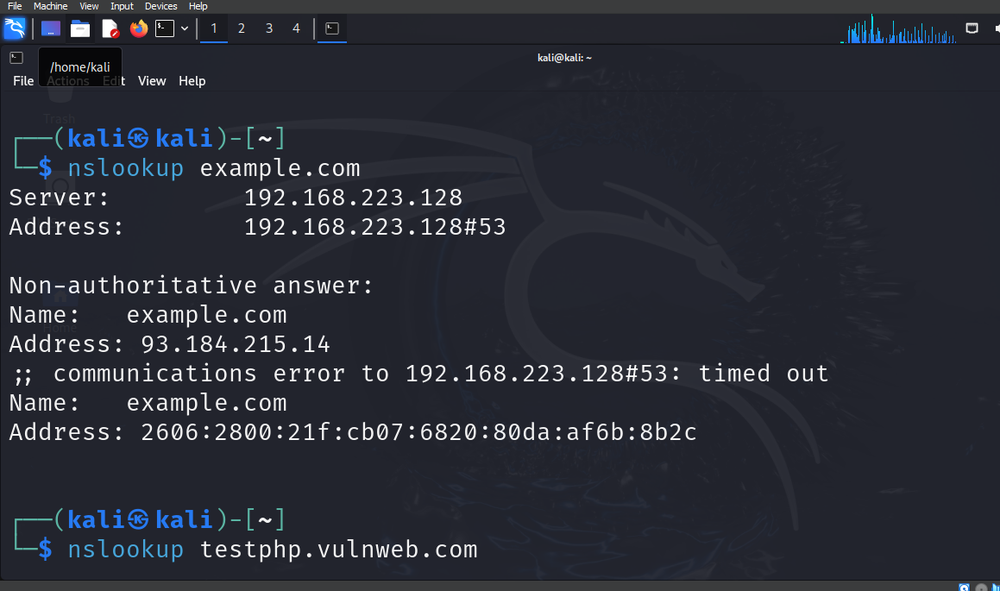 File Machine View Input Devices Help
1 2 3 4
/home/kali
kali@kali: ~
File Actions Edit View Help
Trash
(kali㉿kali)-[~]
$ nslookup example.com
Server: 192.168.223.128
Address: 192.168.223.128#53
Non-authoritative answer:
Name: example.com
Home
Address: 93.184.215.14
;; communications error to 192.168.223.128#53: timed out
Name: example.com
Address: 2606:2800:21f:cb07:6820:80da:af6b:8b2c
(kali㉿kali)-[~]
$ nslookup testphp.vulnweb.com